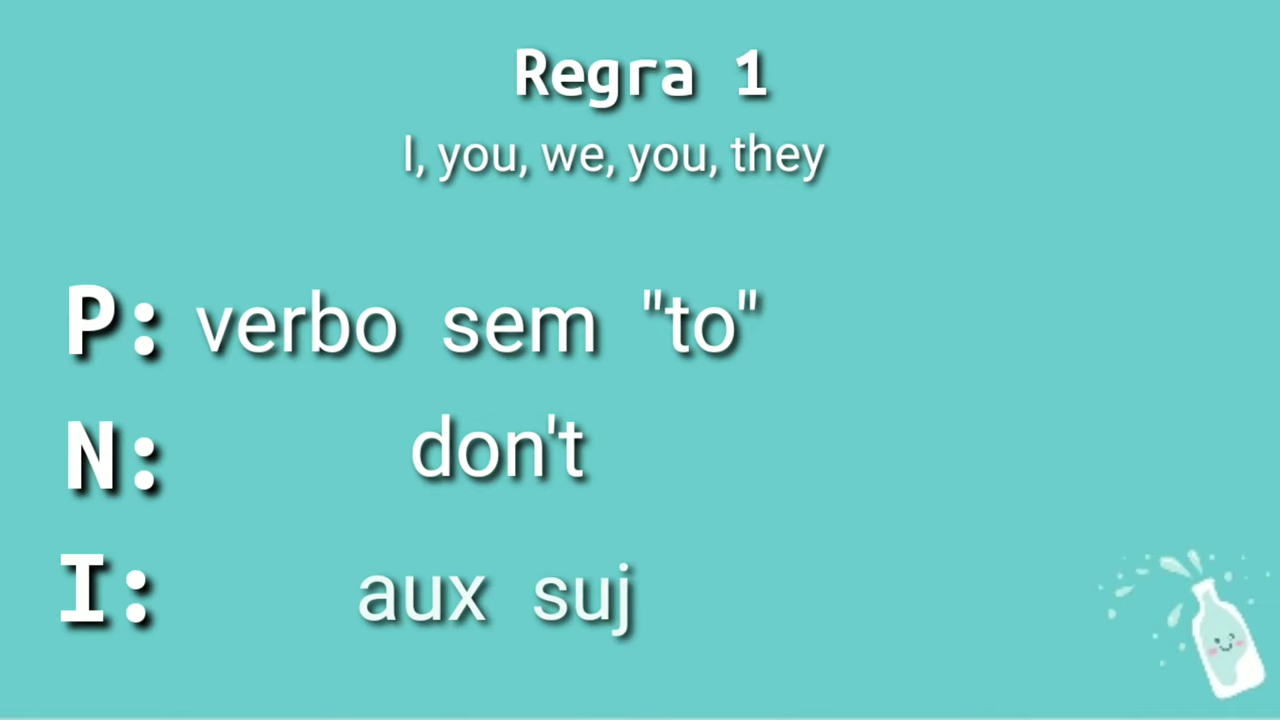 Regra 1
I, you, we, you, they
P: verbo sem "to"
N: don't
I: aux suj